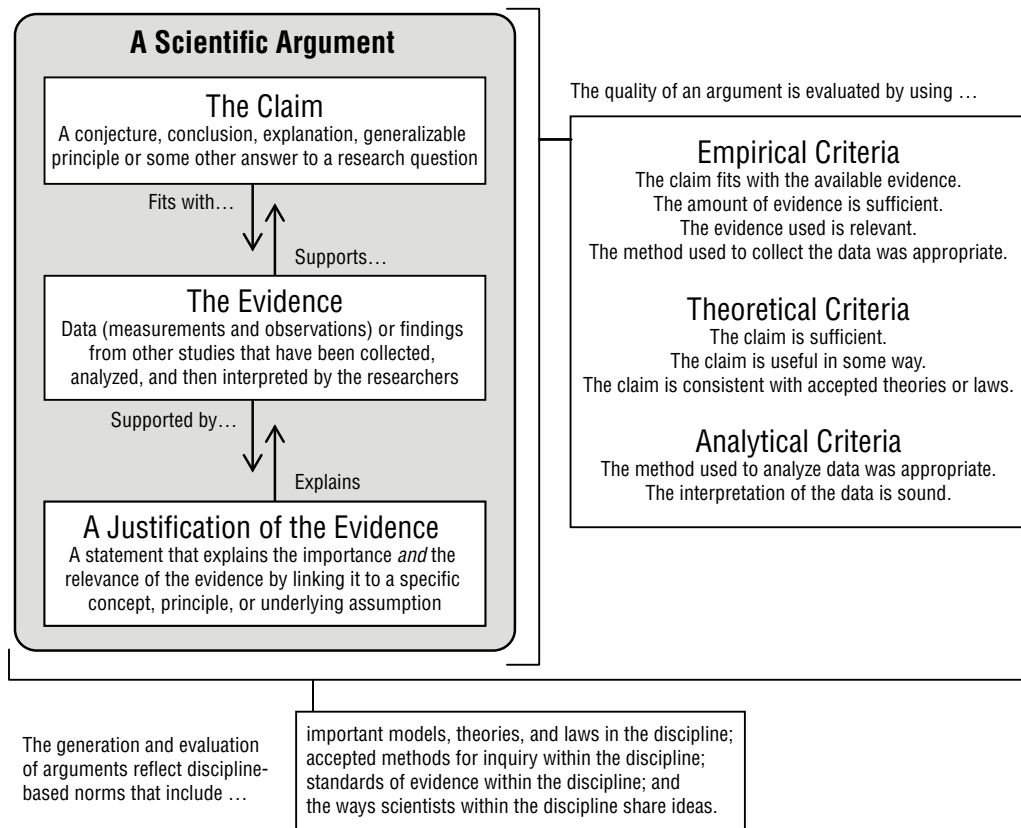 A Scientific Argument
The Claim
A conjecture, conclusion, explanation, generalizable
principle or some other answer to a research question
Fits with…
Supports…
The Evidence
Data (measurements and observations) or findings
from other studies that have been collected,
analyzed, and then interpreted by the researchers
Supported by…
Explains
A Justification of the Evidence
A statement that explains the importance and the
relevance of the evidence by linking it to a specific
concept, principle, or underlying assumption
The quality of an argument is evaluated by using …
Empirical Criteria
The claim fits with the available evidence.
The amount of evidence is sufficient.
The evidence used is relevant.
The method used to collect the data was appropriate.
Theoretical Criteria
The claim is sufficient.
The claim is useful in some way.
The claim is consistent with accepted theories or laws.
Analytical Criteria
The method used to analyze data was appropriate.
The interpretation of the data is sound.
The generation and evaluation
of arguments reflect discipline-
based norms that include …
important models, theories, and laws in the discipline;
accepted methods for inquiry within the discipline;
standards of evidence within the discipline; and
the ways scientists within the discipline share ideas.